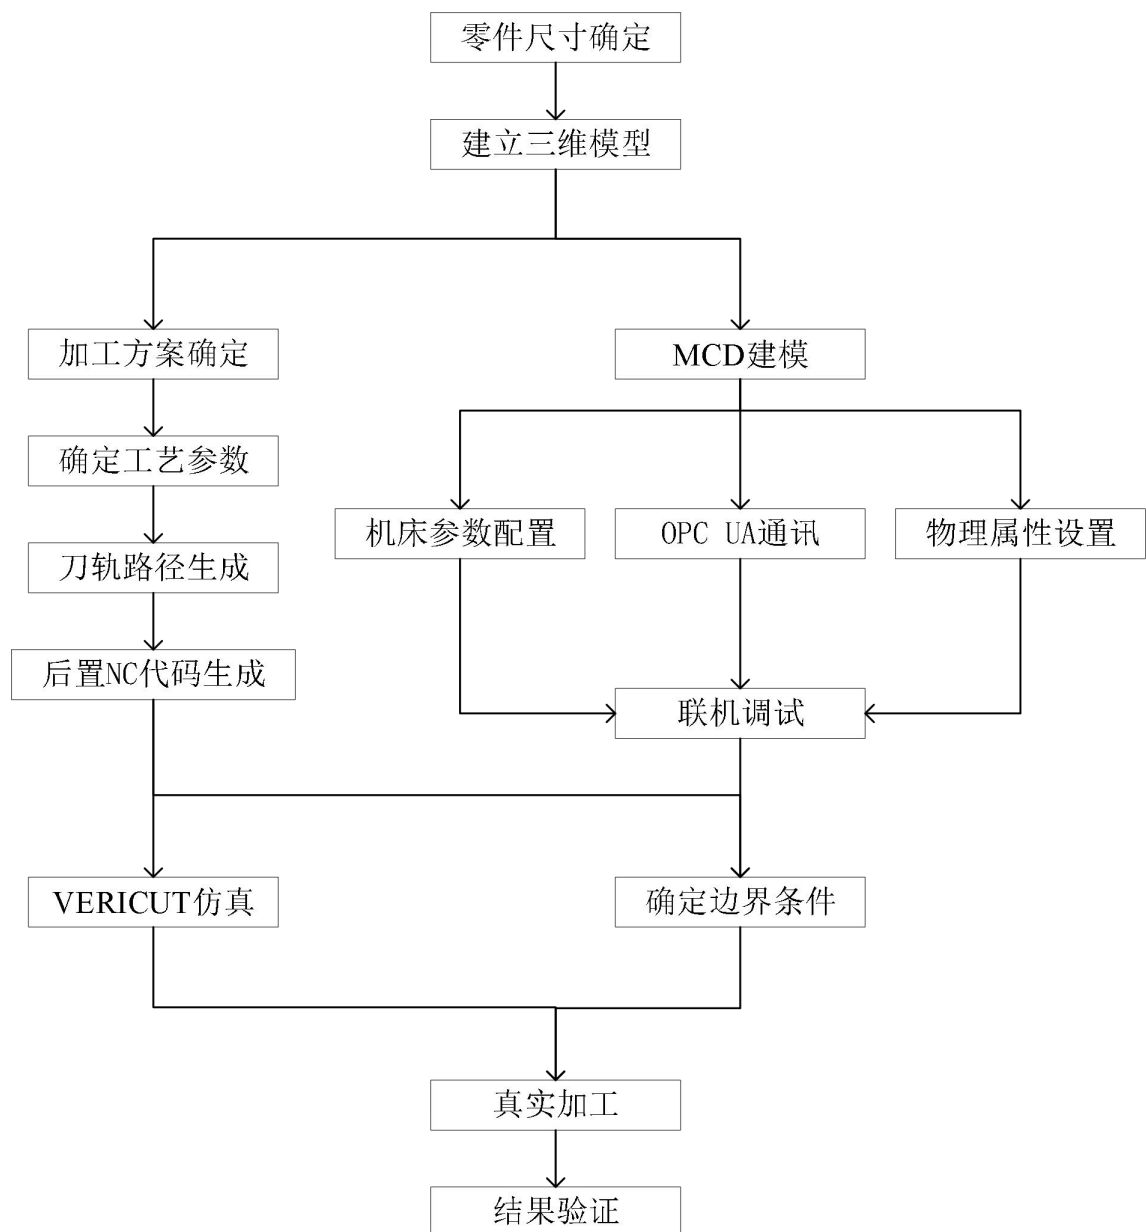 零件尺寸确定
建立三维模型
加工方案确定
MCD建模
确定工艺参数
机床参数配置
OPC UA通讯
物理属性设置
刀轨路径生成
后置NC代码生成
联机调试
VERICUT仿真
确定边界条件
真实加工
结果验证